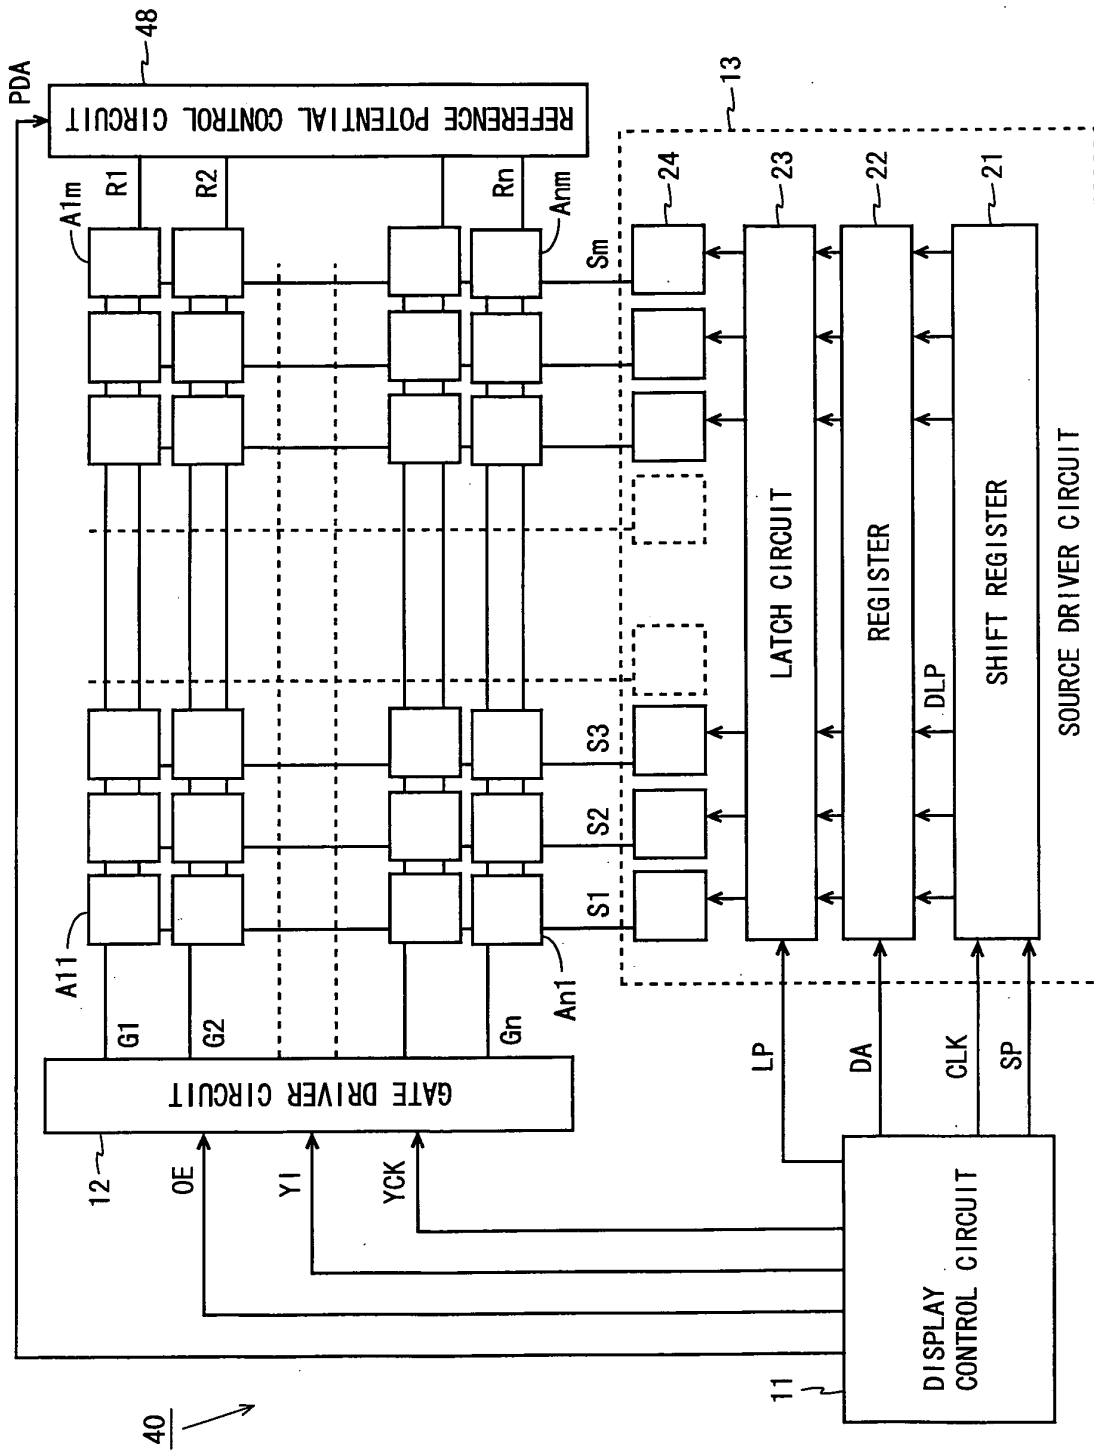 40
PDA
48
REFERENCE POTENTIAL CONTROL CIRCUIT
R1
R2
Rn
A1m
Anm
A11
An1
G1
G2
Gn
12
GATE DRIVER CIRCUIT
OE
YI
YCK
S1
S2
S3
Sm
13
24
23
22
21
LATCH CIRCUIT
REGISTER
DLP
SHIFT REGISTER
SOURCE DRIVER CIRCUIT
LP
DA
CLK
SP
11
DISPLAY
CONTROL CIRCUIT